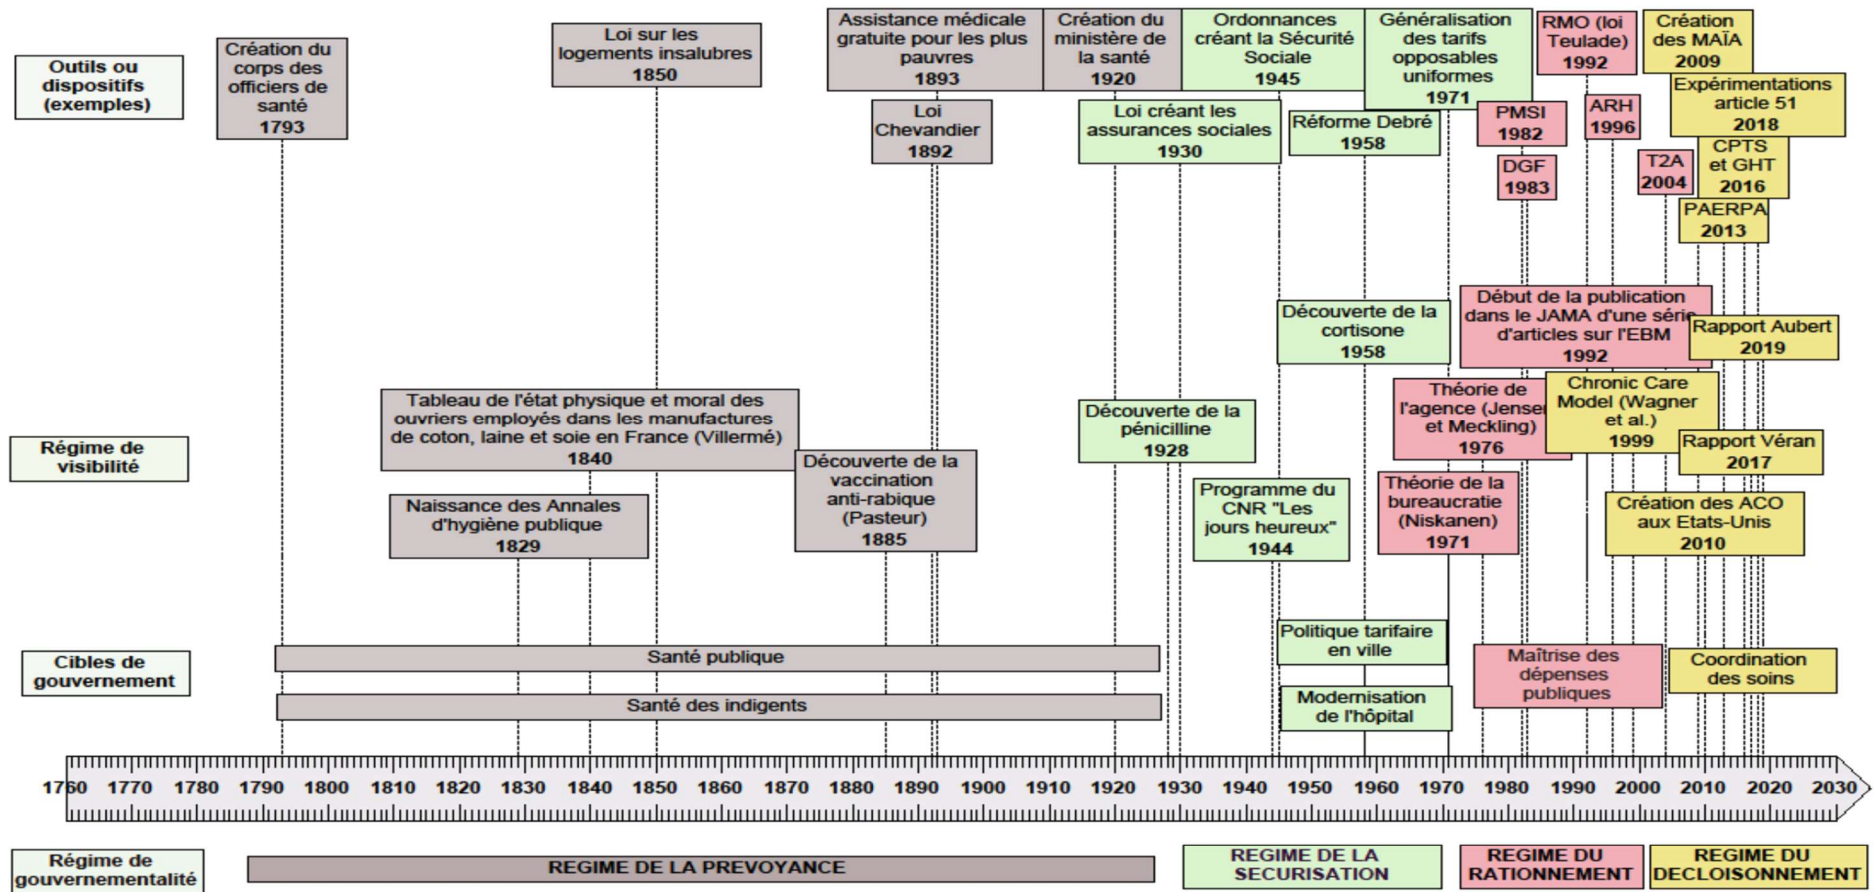 Outils ou
dispositifs
(exemples)
Création du
corps des
officiers de
santé
1793
Loi sur les
logements insalubres
1850
Assistance médicale
gratuite pour les plus
pauvres
1893
Loi
Chevandier
1892
Création du
ministère de
la santé
1920
Loi créant les
assurances sociales
1930
Ordonnances
créant la Sécurité
Sociale
1945
Réforme Debré
1958
Généralisation
des tarifs
opposables
uniformes
1971
PMSI
1982
DGF
1983
RMO (loi
Teulade)
1992
ARH
1996
T2A
2004
Création
des MAÏA
2009
Expérimentations
article 51
2018
CPTS
et GHT
2016
PAERPA
2013
Régime de
visibilité
Tableau de l'état physique et moral des
ouvriers employés dans les manufactures
de coton, laine et soie en France (Villermé)
1840
Naissance des Annales
d'hygiène publique
1829
Découverte de la
vaccination
anti-rabique
(Pasteur)
1885
Découverte de la
pénicilline
1928
Programme du
CNR "Les
jours heureux"
1944
Découverte de la
cortisone
1958
Début de la publication
dans le JAMA d'une série
d'articles sur l'EBM
1992
Théorie de
l'agence (Jensen
et Meckling)
1976
Théorie de la
bureaucratie
(Niskanen)
1971
Chronic Care
Model (Wagner
et al.)
1999
Rapport Aubert
2019
Rapport Véran
2017
Création des ACO
aux Etats-Unis
2010
Cibles de
gouvernement
Santé publique
Santé des indigents
Politique tarifaire
en ville
Modernisation
de l'hôpital
Maîtrise des
dépenses
publiques
Coordination
des soins
1760 1770 1780 1790 1800 1810 1820 1830 1840 1850 1860 1870 1880 1890 1900 1910 1920 1930 1940 1950 1960 1970 1980 1990 2000 2010 2020 2030
Régime de
gouvernementalité
REGIME DE LA PREVOYANCE
REGIME DE LA
SECURISATION
REGIME DU
RATIONNEMENT
REGIME DU
DECLOISONNEMENT